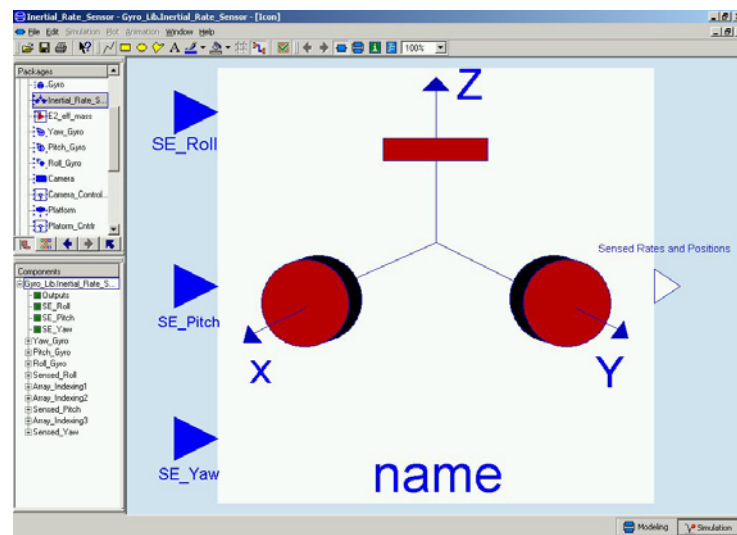 Inertial_Rate_Sensor - Gyro_Lib.Inertial_Rate_Sensor - [Icon]
File Edit Simulation Plot Animation Window Help
100%
Packages
Gyro
Inertial_Rate_S...
E2_eff_mass
Yaw_Gyro
Pitch_Gyro
Roll_Gyro
Camera
Camera_Control...
Platform
Platorm_Cntrlr
Components
Gyro_Lib.Inertial_Rate_S...
Outputs
SE_Roll
SE_Pitch
SE_Yaw
Yaw_Gyro
Pitch_Gyro
Roll_Gyro
Sensed_Roll
Array_Indexing1
Array_Indexing2
Sensed_Pitch
Array_Indexing3
Sensed_Yaw
Z
SE_Roll
Sensed Rates and Positions
SE_Pitch
X
Y
SE_Yaw
name
Modeling
Simulation